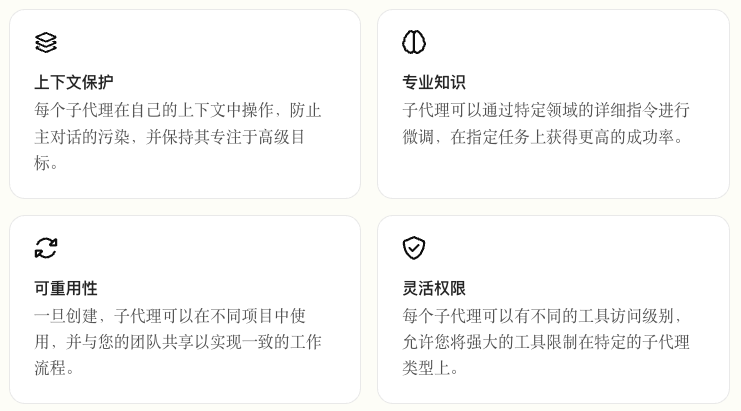 上下文保护
每个子代理在自己的上下文中操作，防止
主对话的污染，并保持其专注于高级目
标。
专业知识
子代理可以通过特定领域的详细指令进行
微调，在指定任务上获得更高的成功率。
可重用性
一旦创建，子代理可以在不同项目中使
用，并与您的团队共享以实现一致的工作
流程。
灵活权限
每个子代理可以有不同的工具访问级别，
允许您将强大的工具限制在特定的子代理
类型上。